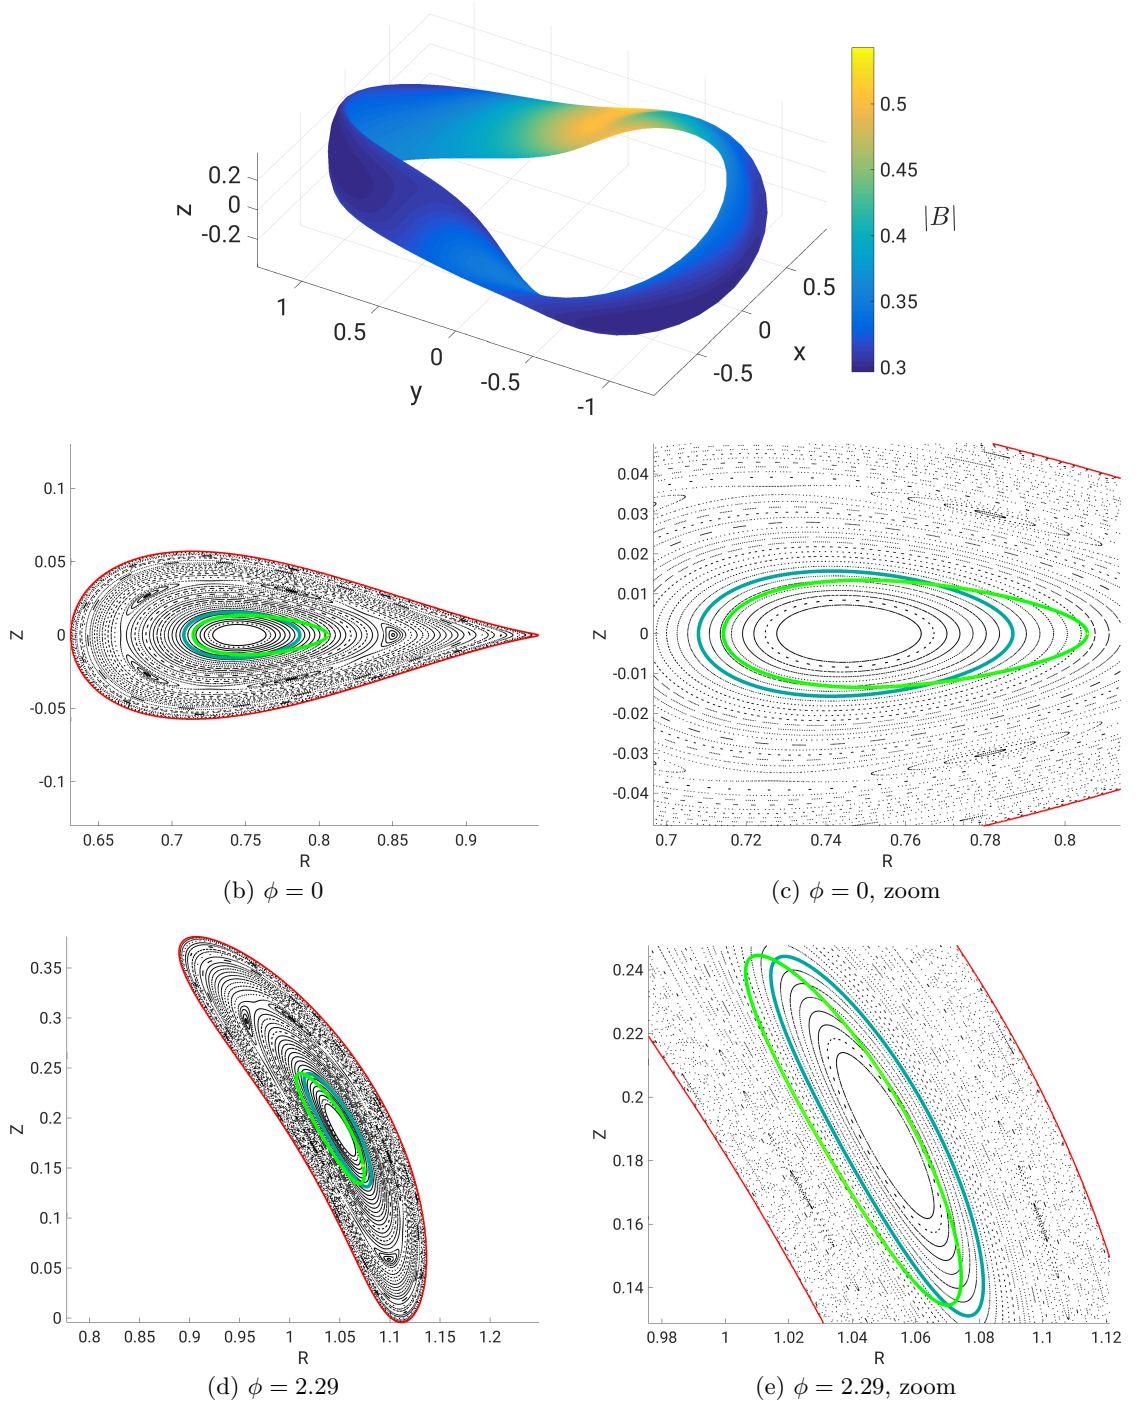 0.2
0
-0.2
z
1
0.5
0
-0.5
-1
y
0.5
0
-0.5
x
0.5
0.45
0.4
0.35
0.3
|B|
0.1
0.05
0
-0.05
-0.1
Z
0.65 0.7 0.75 0.8 0.85 0.9
R
(b) ϕ = 0
0.04
0.03
0.02
0.01
0
-0.01
-0.02
-0.03
-0.04
Z
0.7 0.72 0.74 0.76 0.78 0.8
R
(c) ϕ = 0, zoom
0.35
0.3
0.25
0.2
0.15
0.1
0.05
0
Z
0.8 0.85 0.9 0.95 1 1.05 1.1 1.15 1.2
R
(d) ϕ = 2.29
0.24
0.22
0.2
0.18
0.16
0.14
Z
0.98 1 1.02 1.04 1.06 1.08 1.1 1.12
R
(e) ϕ = 2.29, zoom